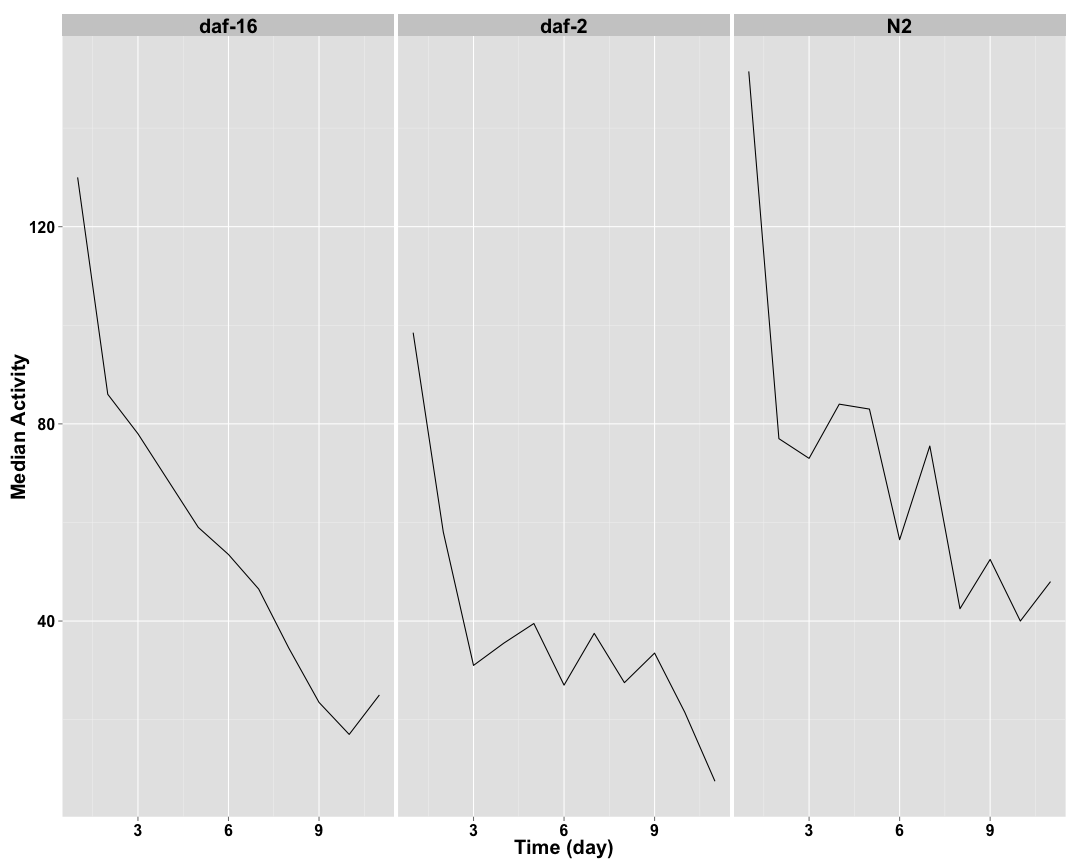 daf-16 daf-2 N2
120
80
40
Median Activity
3 6 9 3 6 9 3 6 9
Time (day)